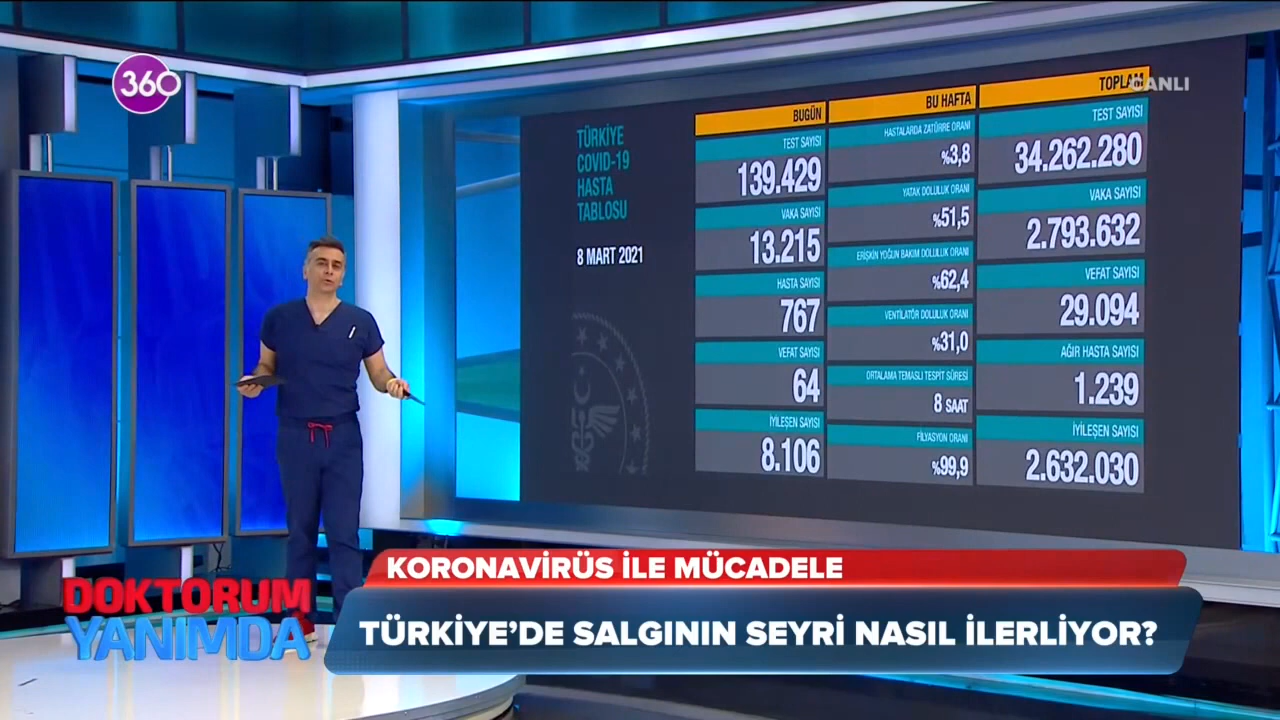 360
CANLI
TÜRKİYE
COVID-19
HASTA
TABLOSU
8 MART 2021
BUGÜN
TEST SAYISI
139.429
VAKA SAYISI
13.215
HASTA SAYISI
767
VEFAT SAYISI
64
İYİLEŞEN SAYISI
8.106
BU HAFTA
HASTALARDA ZATÜRRE ORANI
%3,8
YATAK DOLULUK ORANI
%51,5
ERİŞKİN YOĞUN BAKIM DOLULUK ORANI
%62,4
VENTİLATÖR DOLULUK ORANI
%31,0
ORTALAMA TEMASLI TESPİT SÜRESİ
8 SAAT
FİLYASYON ORANI
%99,9
TOPLAM
TEST SAYISI
34.262.280
VAKA SAYISI
2.793.632
VEFAT SAYISI
29.094
AĞIR HASTA SAYISI
1.239
İYİLEŞEN SAYISI
2.632.030
KORONAVİRÜS İLE MÜCADELE
TÜRKİYE'DE SALGININ SEYRİ NASIL İLERLİYOR?
DOKTORUM
YANIMDA